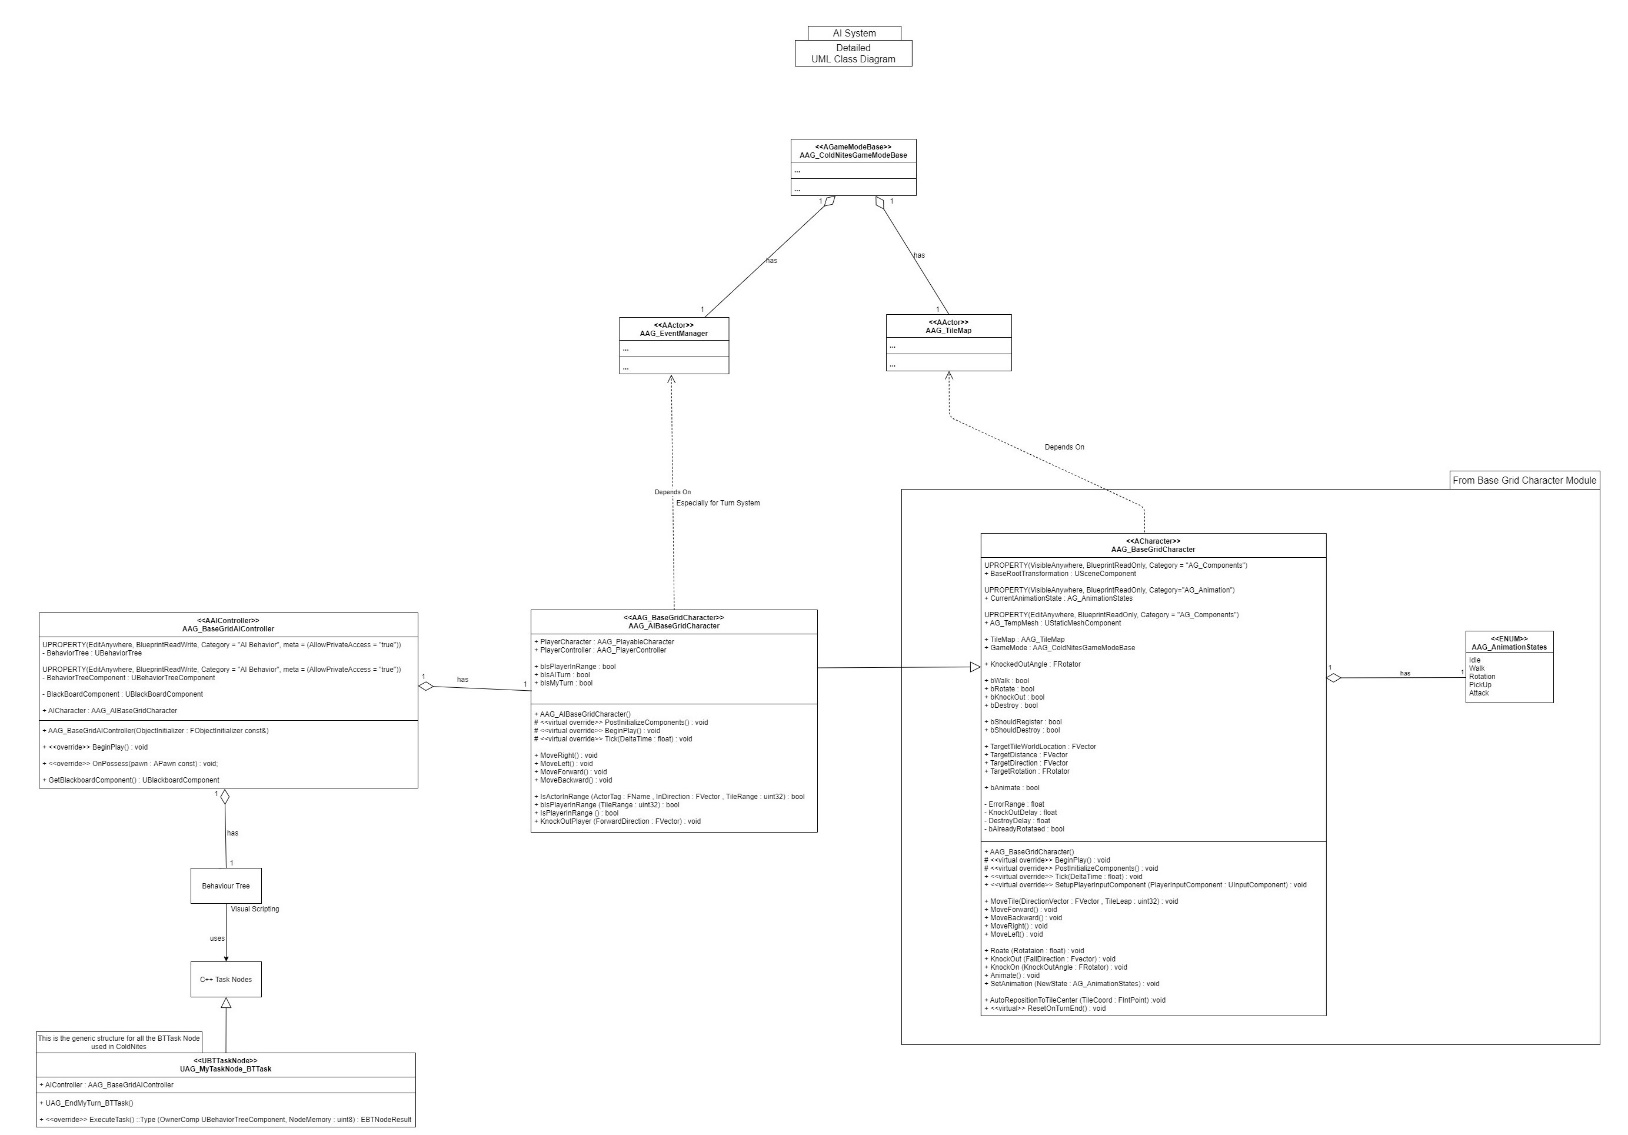 AI System
Detailed
UML Class Diagram
<<AGameModeBase>>
AAG_ColdNitesGameModeBase
...
...
1
1
has
has
1
1
<<AActor>>
AAG_EventManager
...
...
<<AActor>>
AAG_TileMap
...
...
Depends On
Especially for Turn System
Depends On
From Base Grid Character Module
<<AAIController>>
AAG_BaseGridAIController
UPROPERTY(EditAnywhere, BlueprintReadWrite, Category = "AI Behavior", meta = (AllowPrivateAccess = "true"))
- BehaviorTree : UBehaviorTree
UPROPERTY(EditAnywhere, BlueprintReadWrite, Category = "AI Behavior", meta = (AllowPrivateAccess = "true"))
- BehaviorTreeComponent : UBehaviorTreeComponent
- BlackBoardComponent : UBlackBoardComponent
+ AICharacter : AAG_AIBaseGridCharacter
+ AAG_BaseGridAIController(ObjectInitializer : FObjectInitializer const&)
+ <<override>> BeginPlay() : void
+ <<override>> OnPossess(pawn : APawn const) : void;
+ GetBlackboardComponent() : UBlackboardComponent
1
has
1
<<AAG_BaseGridCharacter>>
AAG_AIBaseGridCharacter
+ PlayerCharacter : AAG_PlayableCharacter
+ PlayerController : AAG_PlayerController
+ bIsPlayerInRange : bool
+ bIsAITurn : bool
+ bIsMyTurn : bool
+ AAG_AIBaseGridCharacter()
# <<virtual override>> PostInitializeComponents() : void
# <<virtual override>> BeginPlay() : void
# <<virtual override>> Tick(DeltaTime : float) : void
+ MoveRight() : void
+ MoveLeft() : void
+ MoveForward() : void
+ MoveBackward() : void
+ IsActorInRange (ActorTag : FName , InDirection : FVector , TileRange : uint32) : bool
+ bIsPlayerInRange (TileRange : uint32) : bool
+ IsPlayerInRange () : bool
+ KnockOutPlayer (ForwardDirection : FVector) : void
<<ACharacter>>
AAG_BaseGridCharacter
UPROPERTY(VisibleAnywhere, BlueprintReadOnly, Category = "AG_Components")
+ BaseRootTransformation : USceneComponent
UPROPERTY(VisibleAnywhere, BlueprintReadOnly, Category="AG_Animation")
+ CurrentAnimationState : AG_AnimationStates
UPROPERTY(EditAnywhere, BlueprintReadOnly, Category = "AG_Components")
+ AG_TempMesh : UStaticMeshComponent
+ TileMap : AAG_TileMap
+ GameMode : AAG_ColdNitesGameModeBase
+ KnockedOutAngle : FRotator
+ bWalk : bool
+ bRotate : bool
+ bKnockOut : bool
+ bDestroy : bool
+ bShouldRegister : bool
+ bShouldDestroy : bool
+ TargetTileWorldLocation : FVector
+ TargetDistance : FVector
+ TargetDirection : FVector
+ TargetRotation : FRotator
+ bAnimate : bool
- ErrorRange : float
- KnockOutDelay : float
- DestroyDelay : float
- bAlreadyRotataed : bool
+ AAG_BaseGridCharacter()
# <<virtual override>> BeginPlay() : void
# <<virtual override>> PostInitializeComponents() : void
+ <<virtual override>> Tick(DeltaTime : float) : void
+ <<virtual override>> SetupPlayerInputComponent (PlayerInputComponent : UInputComponent) : void
+ MoveTile(DirectionVector : FVector , TileLeap : uint32) : void
+ MoveForward() : void
+ MoveBackward() : void
+ MoveRight() : void
+ MoveLeft() : void
+ Roate (Rotataion : float) : void
+ KnockOut (FallDirection : Fvector) : void
+ KnockOn (KnockOutAngle : FRotator) : void
+ Animate() : void
+ SetAnimation (NewState : AG_AnimationStates) : void
+ AutoRepositionToTileCenter (TileCoord : FIntPoint) :void
+ <<virtual>> ResetOnTurnEnd() : void
1
has
1
<<ENUM>>
AAG_AnimationStates
Idle
Walk
Rotation
PickUp
Attack
1
has
1
Behaviour Tree
Visual Scripting
uses
C++ Task Nodes
This is the generic structure for all the BTTask Node
used in ColdNites
<<UBTTaskNode>>
UAG_MyTaskNode_BTTask
+ AIController : AAG_BaseGridAIController
+ UAG_EndMyTurn_BTTask()
+ <<override>> ExecuteTask() ::Type (OwnerComp UBehaviorTreeComponent, NodeMemory : uint8) : EBTNodeResult